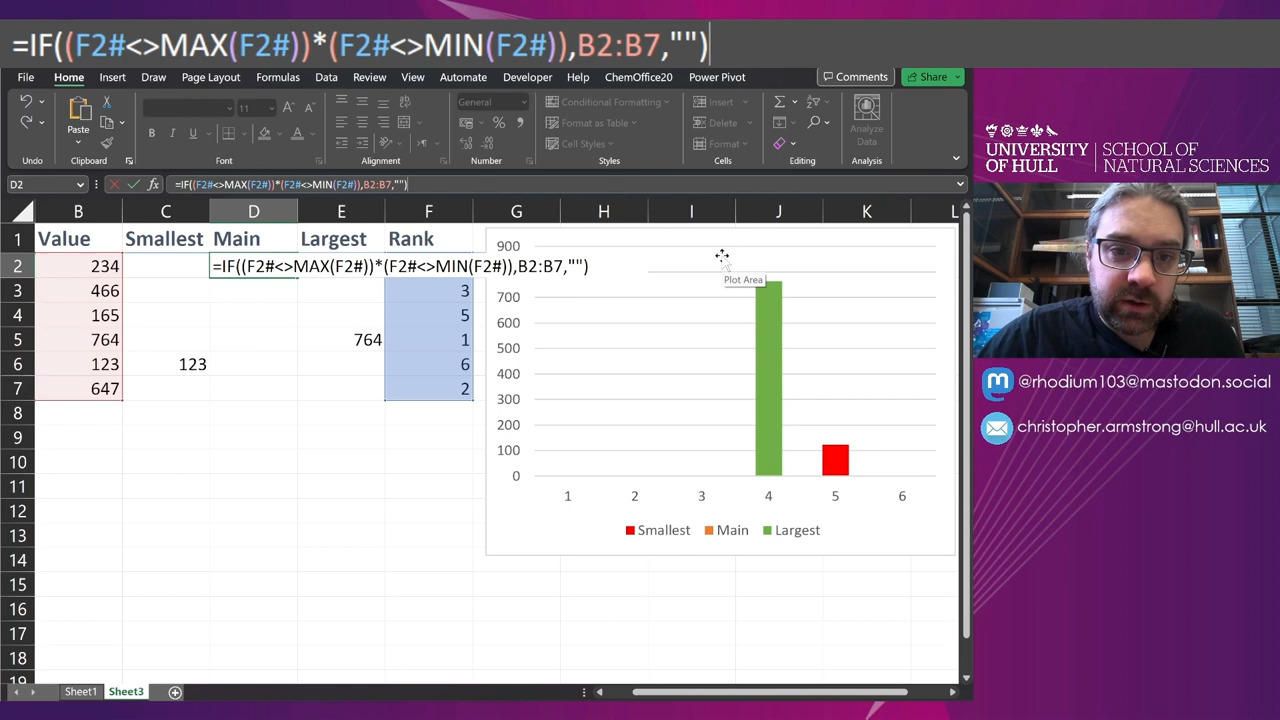 =IF((F2#<>MAX(F2#))*(F2#<>MIN(F2#)),B2:B7,"")
File Home Insert Draw Page Layout Formulas Data Review View Automate Developer Help ChemOffice20 Power Pivot Comments Share
11 A A General Conditional Formatting Insert
Paste Format as Table Delete Analyze Data
B I U A Cell Styles Format
Undo Clipboard Font Alignment Number Styles Cells Editing Analysis
D2 fx =IF((F2#<>MAX(F2#))*(F2#<>MIN(F2#)),B2:B7,"")
B C D E F G H I J K L
1 Value Smallest Main Largest Rank
2 234 =IF((F2#<>MAX(F2#))*(F2#<>MIN(F2#)),B2:B7,"")
3 466 3
4 165 5
5 764 764 1
6 123 123 6
7 647 2
8
9
10
11
12
13
14
15
16
17
18
19
900
Plot Area
700
600
500
400
300
200
100
0
1 2 3 4 5 6
Smallest Main Largest
Sheet1 Sheet3
UNIVERSITY OF HULL
SCHOOL OF NATURAL SCIENCES
@rhodium103@mastodon.social
christopher.armstrong@hull.ac.uk